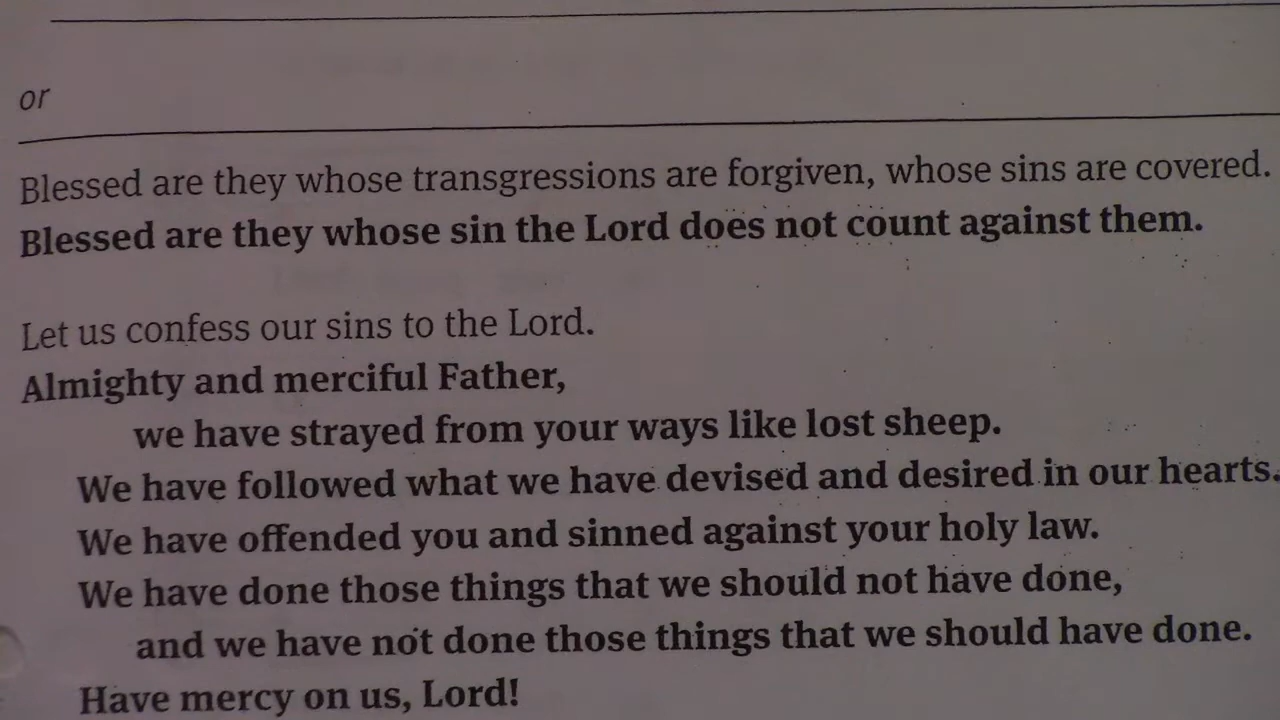 or
Blessed are they whose transgressions are forgiven, whose sins are covered.
Blessed are they whose sin the Lord does not count against them.
Let us confess our sins to the Lord.
Almighty and merciful Father,
we have strayed from your ways like lost sheep.
We have followed what we have devised and desired in our hearts.
We have offended you and sinned against your holy law.
We have done those things that we should not have done,
and we have not done those things that we should have done.
Have mercy on us, Lord!